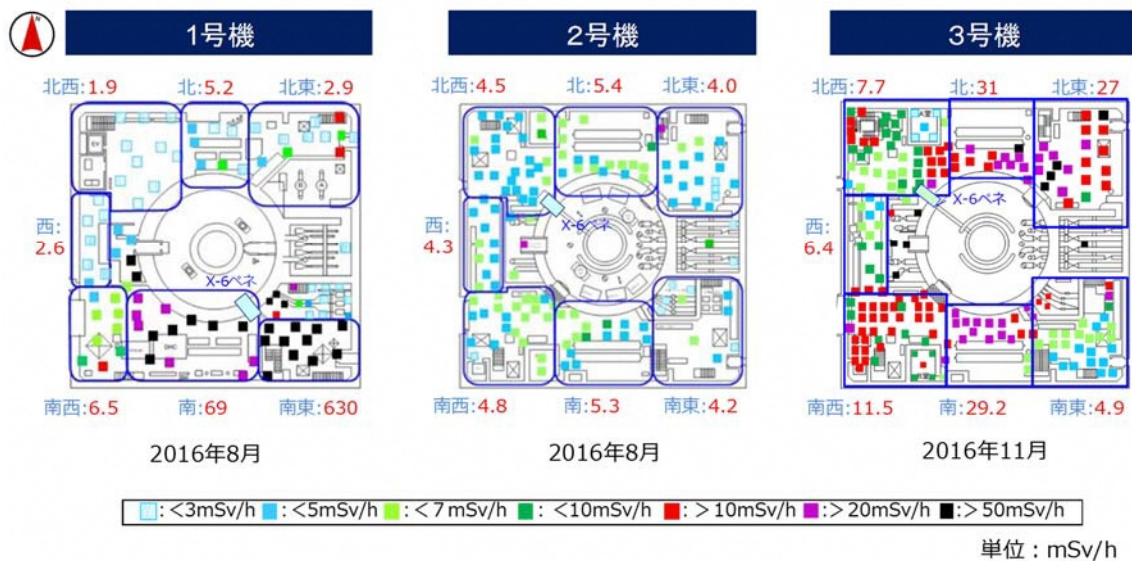 N
1号機
2号機
3号機
北西:1.9 北:5.2 北東:2.9
北西:4.5 北:5.4 北東:4.0
北西:7.7 北:31 北東:27
西:
2.6
西:
4.3
西:
6.4
X-6ペネ
X-6ペネ
X-6ペネ
EV
DHC
南西:6.5 南:69 南東:630
南西:4.8 南:5.3 南東:4.2
南西:11.5 南:29.2 南東:4.9
2016年8月
2016年8月
2016年11月
:<3mSv/h :<5mSv/h :<7mSv/h :<10mSv/h :>10mSv/h :>20mSv/h :>50mSv/h
単位:mSv/h